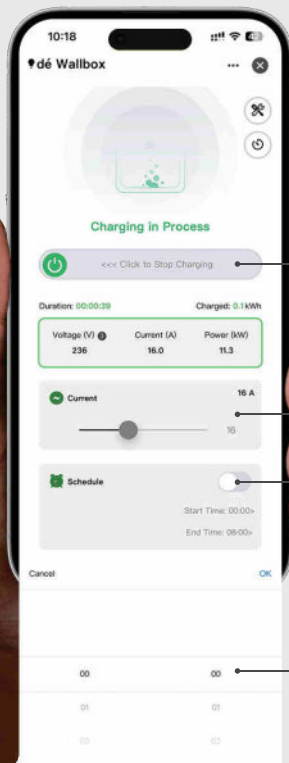 10:18
dé Wallbox
Charging in Process
<<< Click to Stop Charging
Duration: 00:00:39 Charged: 0.1 kWh
Voltage (V) Current (A) Power (kW)
236 16.0 11.3
Current 16 A
16
Schedule
Start Time: 00:00>
End Time: 08:00>
Cancel OK
00 00
01 01
02 02